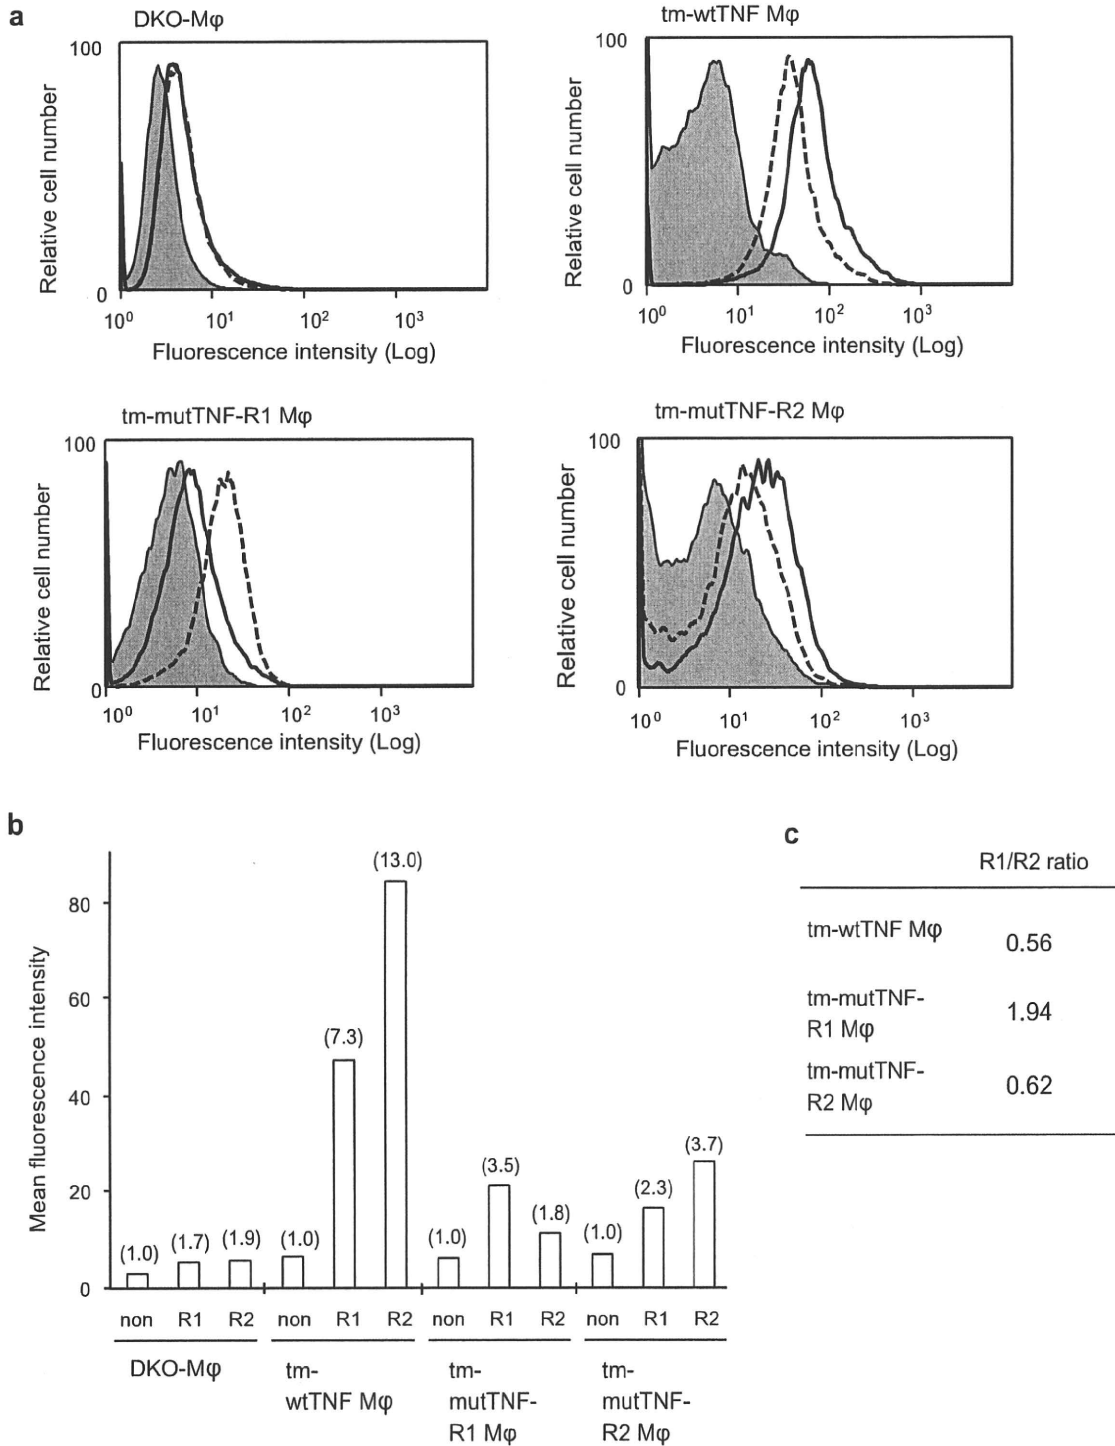 a
DKO-Mφ
100
Relative cell number
0
10⁰ 10¹ 10² 10³
Fluorescence intensity (Log)
tm-wtTNF Mφ
100
Relative cell number
0
10⁰ 10¹ 10² 10³
Fluorescence intensity (Log)
tm-mutTNF-R1 Mφ
100
Relative cell number
0
10⁰ 10¹ 10² 10³
Fluorescence intensity (Log)
tm-mutTNF-R2 Mφ
100
Relative cell number
0
10⁰ 10¹ 10² 10³
Fluorescence intensity (Log)
b
Mean fluorescence intensity
80
60
40
20
0
(1.0) (1.7) (1.9) (1.0) (7.3) (13.0) (1.0) (3.5) (1.8) (1.0) (2.3) (3.7)
non R1 R2 non R1 R2 non R1 R2 non R1 R2
DKO-Mφ
tm-
wtTNF Mφ
tm-
mutTNF-
R1 Mφ
tm-
mutTNF-
R2 Mφ
c
R1/R2 ratio
tm-wtTNF Mφ 0.56
tm-mutTNF-
R1 Mφ 1.94
tm-mutTNF-
R2 Mφ 0.62